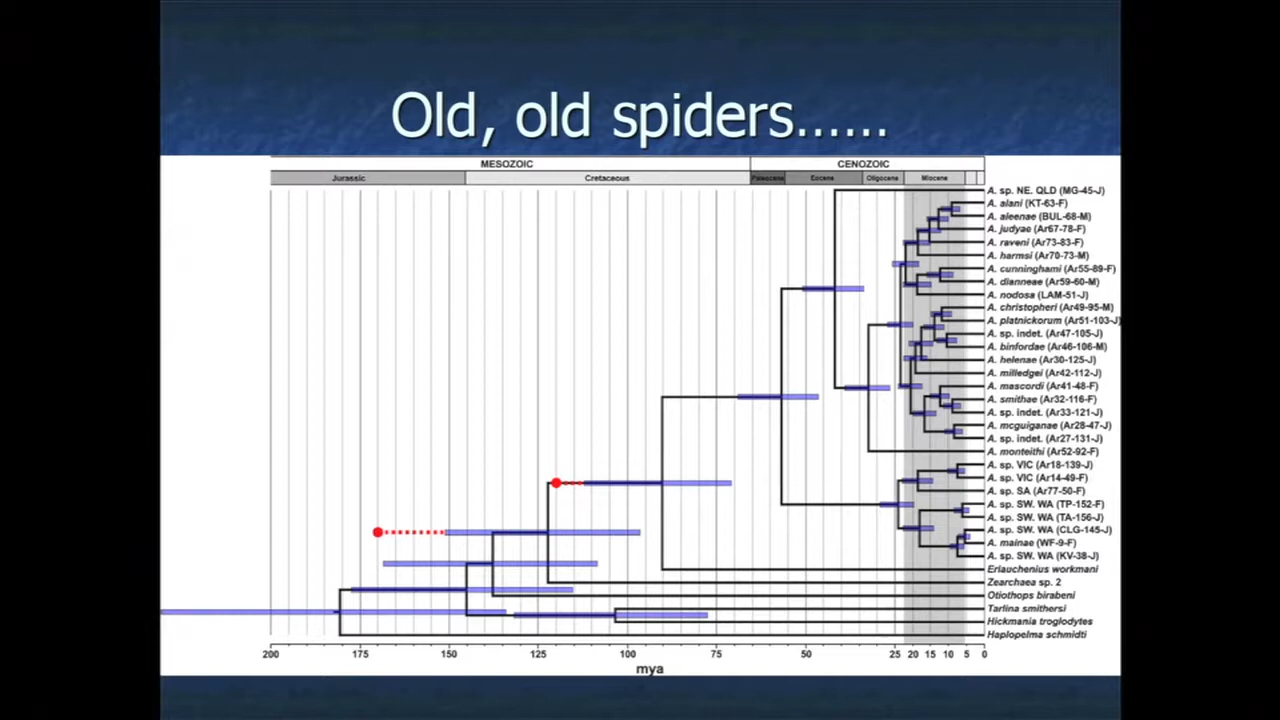 Old, old spiders......
MESOZOIC CENOZOIC
Jurassic Cretaceous Paleocene Eocene Oligocene Miocene
A. sp. NE. QLD (MG-45-J)
A. alani (KT-63-F)
A. aleenae (BUL-68-M)
A. judyae (Ar67-78-F)
A. raveni (Ar73-83-F)
A. harmsi (Ar70-73-M)
A. cunninghami (Ar55-89-F)
A. dianneae (Ar59-60-M)
A. nodosa (LAM-51-J)
A. christopheri (Ar49-95-M)
A. platnickorum (Ar51-103-J)
A. sp. indet. (Ar47-105-J)
A. binfordae (Ar46-106-M)
A. helenae (Ar30-125-J)
A. milledgei (Ar42-112-J)
A. mascordi (Ar41-48-F)
A. smithae (Ar32-116-F)
A. sp. indet. (Ar33-121-J)
A. mcguiganae (Ar28-47-J)
A. sp. indet. (Ar27-131-J)
A. monteithi (Ar52-92-F)
A. sp. VIC (Ar18-139-J)
A. sp. VIC (Ar14-49-F)
A. sp. SA (Ar77-50-F)
A. sp. SW. WA (TP-152-F)
A. sp. SW. WA (TA-156-J)
A. sp. SW. WA (CLG-145-J)
A. mainae (WF-9-F)
A. sp. SW. WA (KV-38-J)
Eriauchenius workmani
Zearchaea sp. 2
Otiothops birabeni
Tarlina smithersi
Hickmania troglodytes
Haplopelma schmidti
200 175 150 125 100 75 50 25 20 15 10 5 0
mya